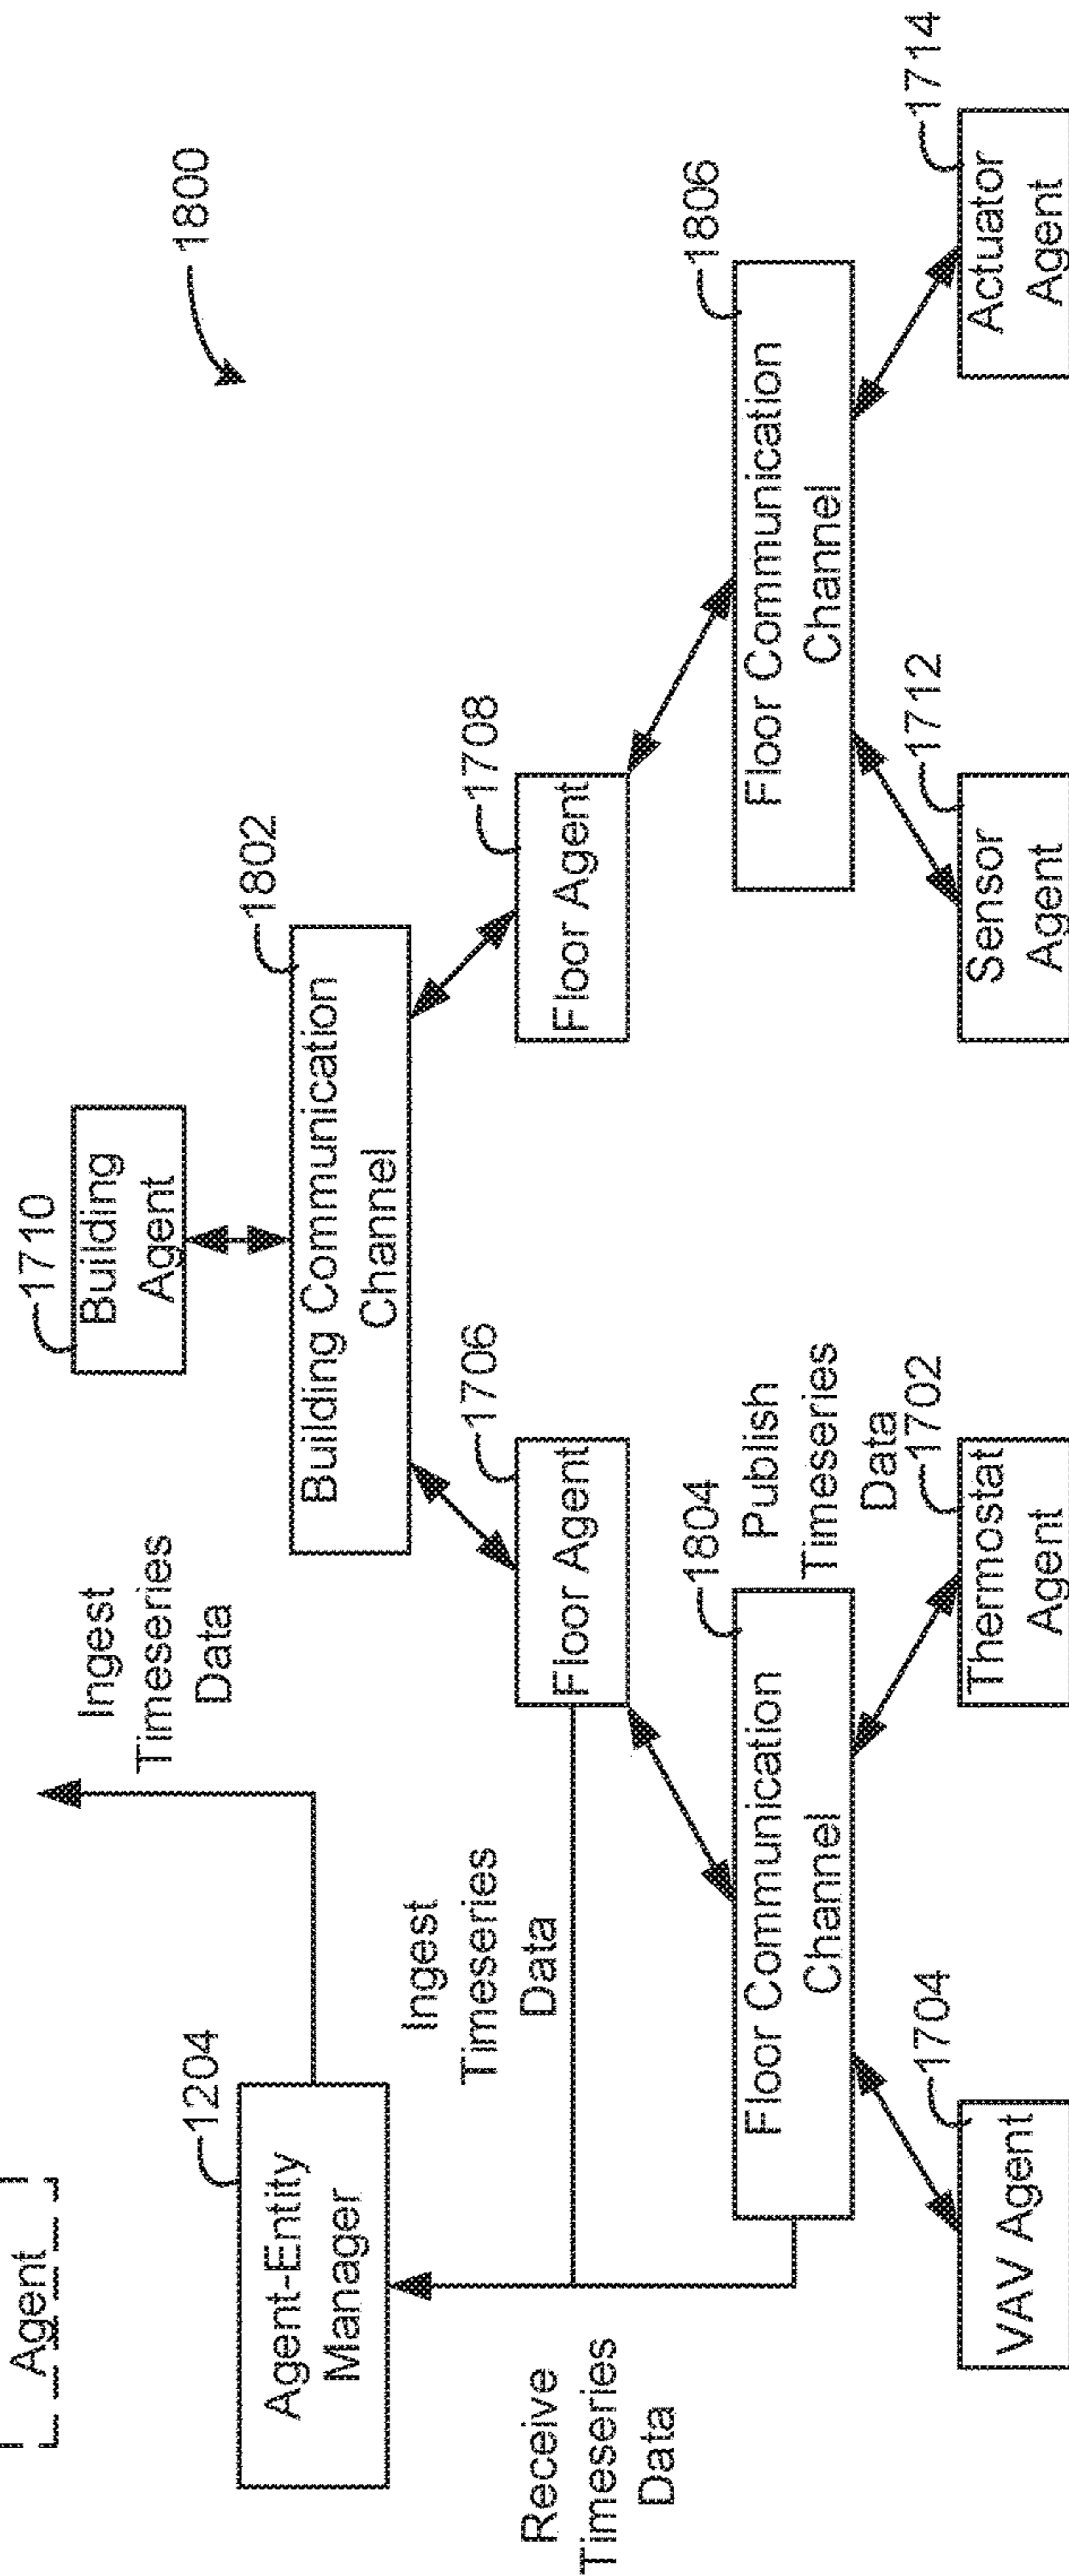 Agent
1800
1710
Building
Agent
Ingest
Timeseries
Data
1204
Agent-Entity
Manager
1802
Building Communication
Channel
Ingest
Timeseries
Data
1706
Floor Agent
1708
Floor Agent
Receive
Timeseries
Data
1804
Floor Communication
Channel
Publish
Timeseries
Data
1806
Floor Communication
Channel
1704
VAV Agent
1702
Thermostat
Agent
1712
Sensor
Agent
1714
Actuator
Agent